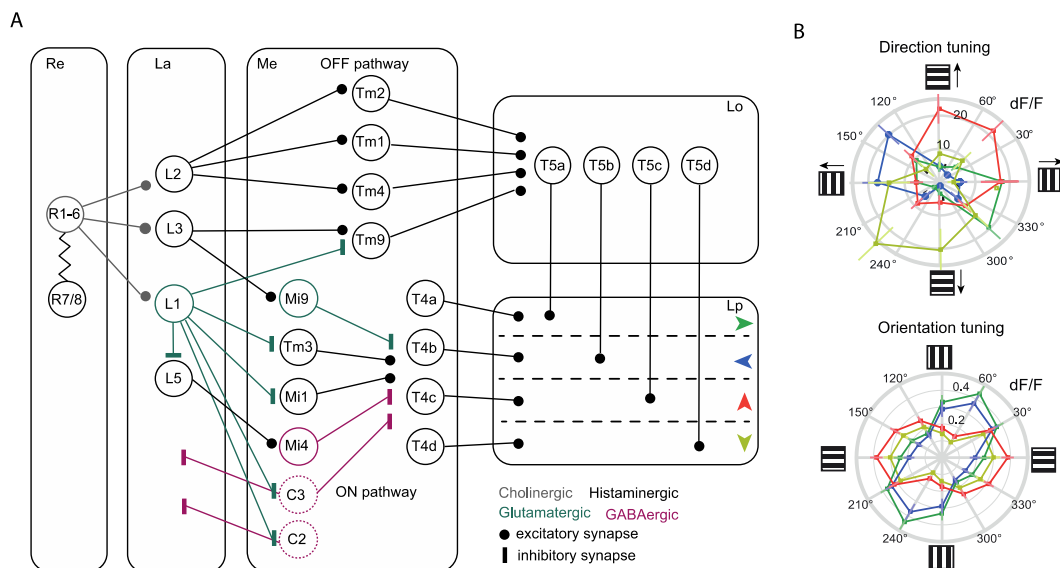 A
Re
La
Me
OFF pathway
Tm2
Tm1
Tm4
Tm9
L2
L3
R1-6
R7/8
L1
L5
Mi9
Tm3
Mi1
Mi4
C3
C2
ON pathway
T4a
T4b
T4c
T4d
Lo
T5a
T5b
T5c
T5d
Lp
Cholinergic
Histaminergic
Glutamatergic
GABAergic
excitatory synapse
inhibitory synapse
B
Direction tuning
dF/F
120°
60°
20
150°
30°
10
210°
330°
240°
300°
Orientation tuning
dF/F
120°
60°
0.4
150°
30°
0.2
210°
330°
240°
300°